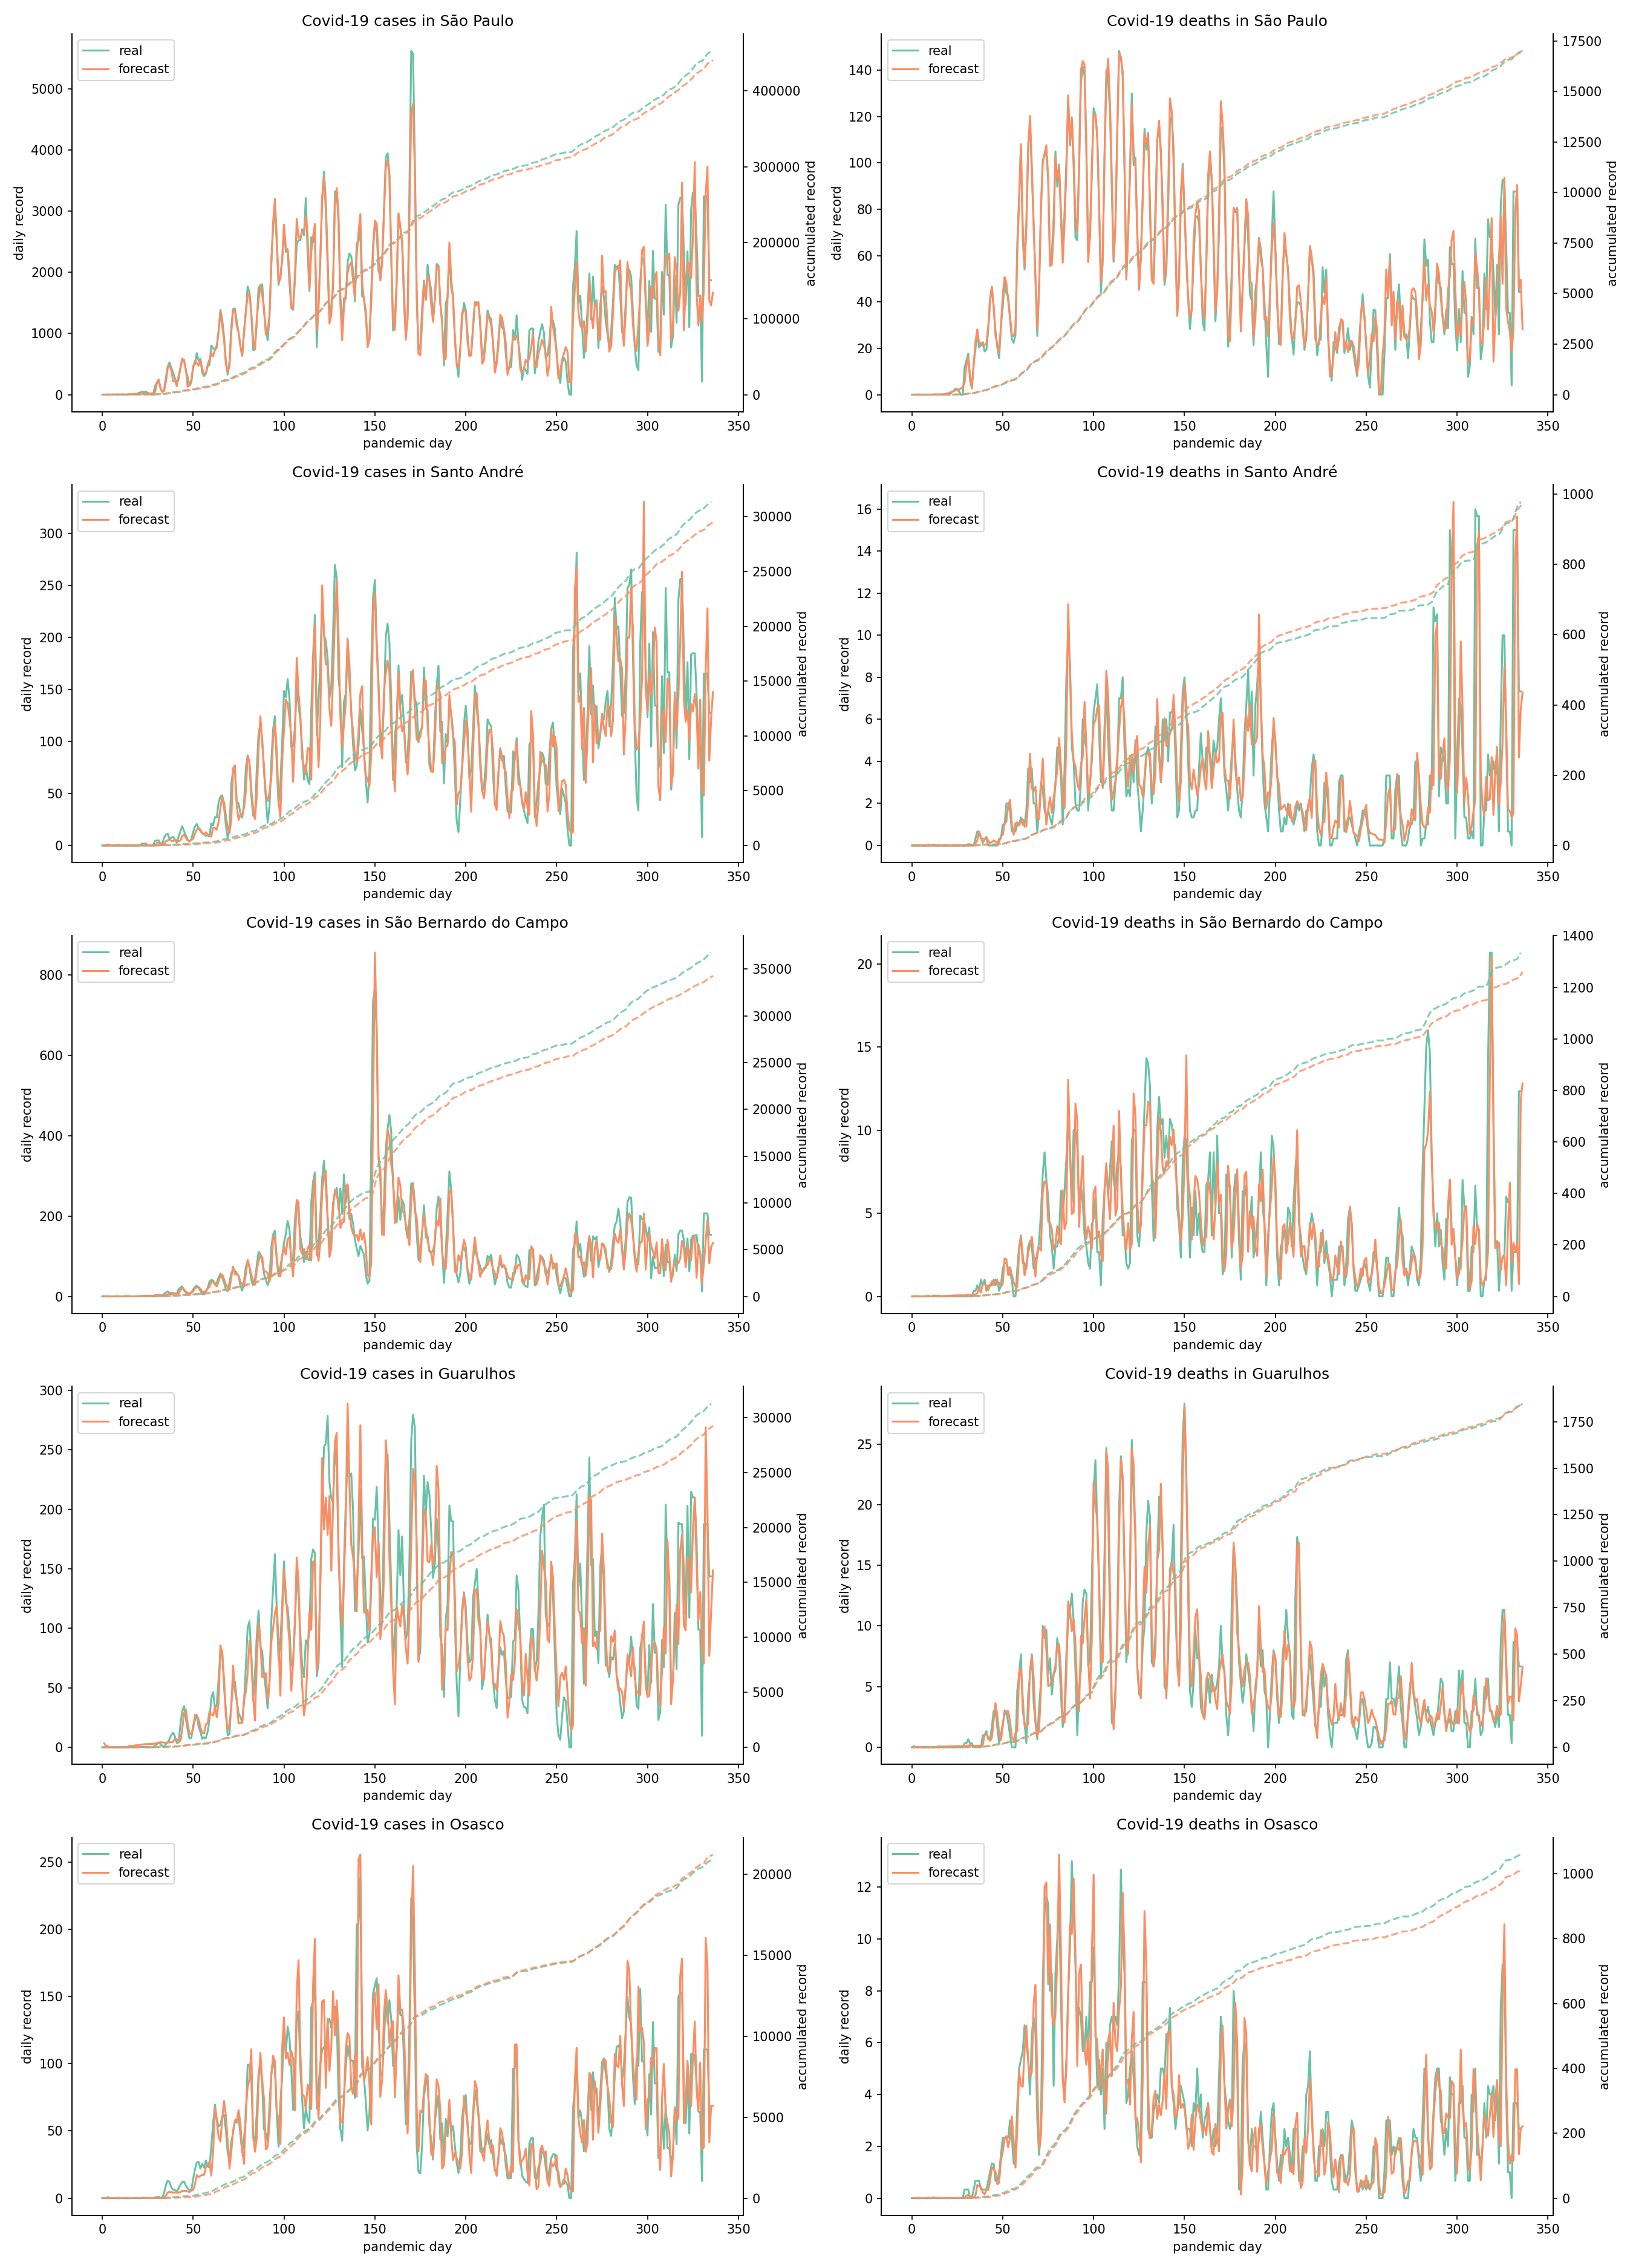 Covid-19 cases in São Paulo
real
forecast
5000
4000
3000
2000
1000
0
daily record
400000
300000
200000
100000
0
accumulated record
0 50 100 150 200 250 300 350
pandemic day
Covid-19 deaths in São Paulo
real
forecast
140
120
100
80
60
40
20
0
daily record
17500
15000
12500
10000
7500
5000
2500
0
accumulated record
0 50 100 150 200 250 300 350
pandemic day
Covid-19 cases in Santo André
real
forecast
300
250
200
150
100
50
0
daily record
30000
25000
20000
15000
10000
5000
0
accumulated record
0 50 100 150 200 250 300 350
pandemic day
Covid-19 deaths in Santo André
real
forecast
16
14
12
10
8
6
4
2
0
daily record
1000
800
600
400
200
0
accumulated record
0 50 100 150 200 250 300 350
pandemic day
Covid-19 cases in São Bernardo do Campo
real
forecast
800
600
400
200
0
daily record
35000
30000
25000
20000
15000
10000
5000
0
accumulated record
0 50 100 150 200 250 300 350
pandemic day
Covid-19 deaths in São Bernardo do Campo
real
forecast
20
15
10
5
0
daily record
1400
1200
1000
800
600
400
200
0
accumulated record
0 50 100 150 200 250 300 350
pandemic day
Covid-19 cases in Guarulhos
real
forecast
300
250
200
150
100
50
0
daily record
30000
25000
20000
15000
10000
5000
0
accumulated record
0 50 100 150 200 250 300 350
pandemic day
Covid-19 deaths in Guarulhos
real
forecast
25
20
15
10
5
0
daily record
1750
1500
1250
1000
750
500
250
0
accumulated record
0 50 100 150 200 250 300 350
pandemic day
Covid-19 cases in Osasco
real
forecast
250
200
150
100
50
0
daily record
20000
15000
10000
5000
0
accumulated record
0 50 100 150 200 250 300 350
pandemic day
Covid-19 deaths in Osasco
real
forecast
12
10
8
6
4
2
0
daily record
1000
800
600
400
200
0
accumulated record
0 50 100 150 200 250 300 350
pandemic day